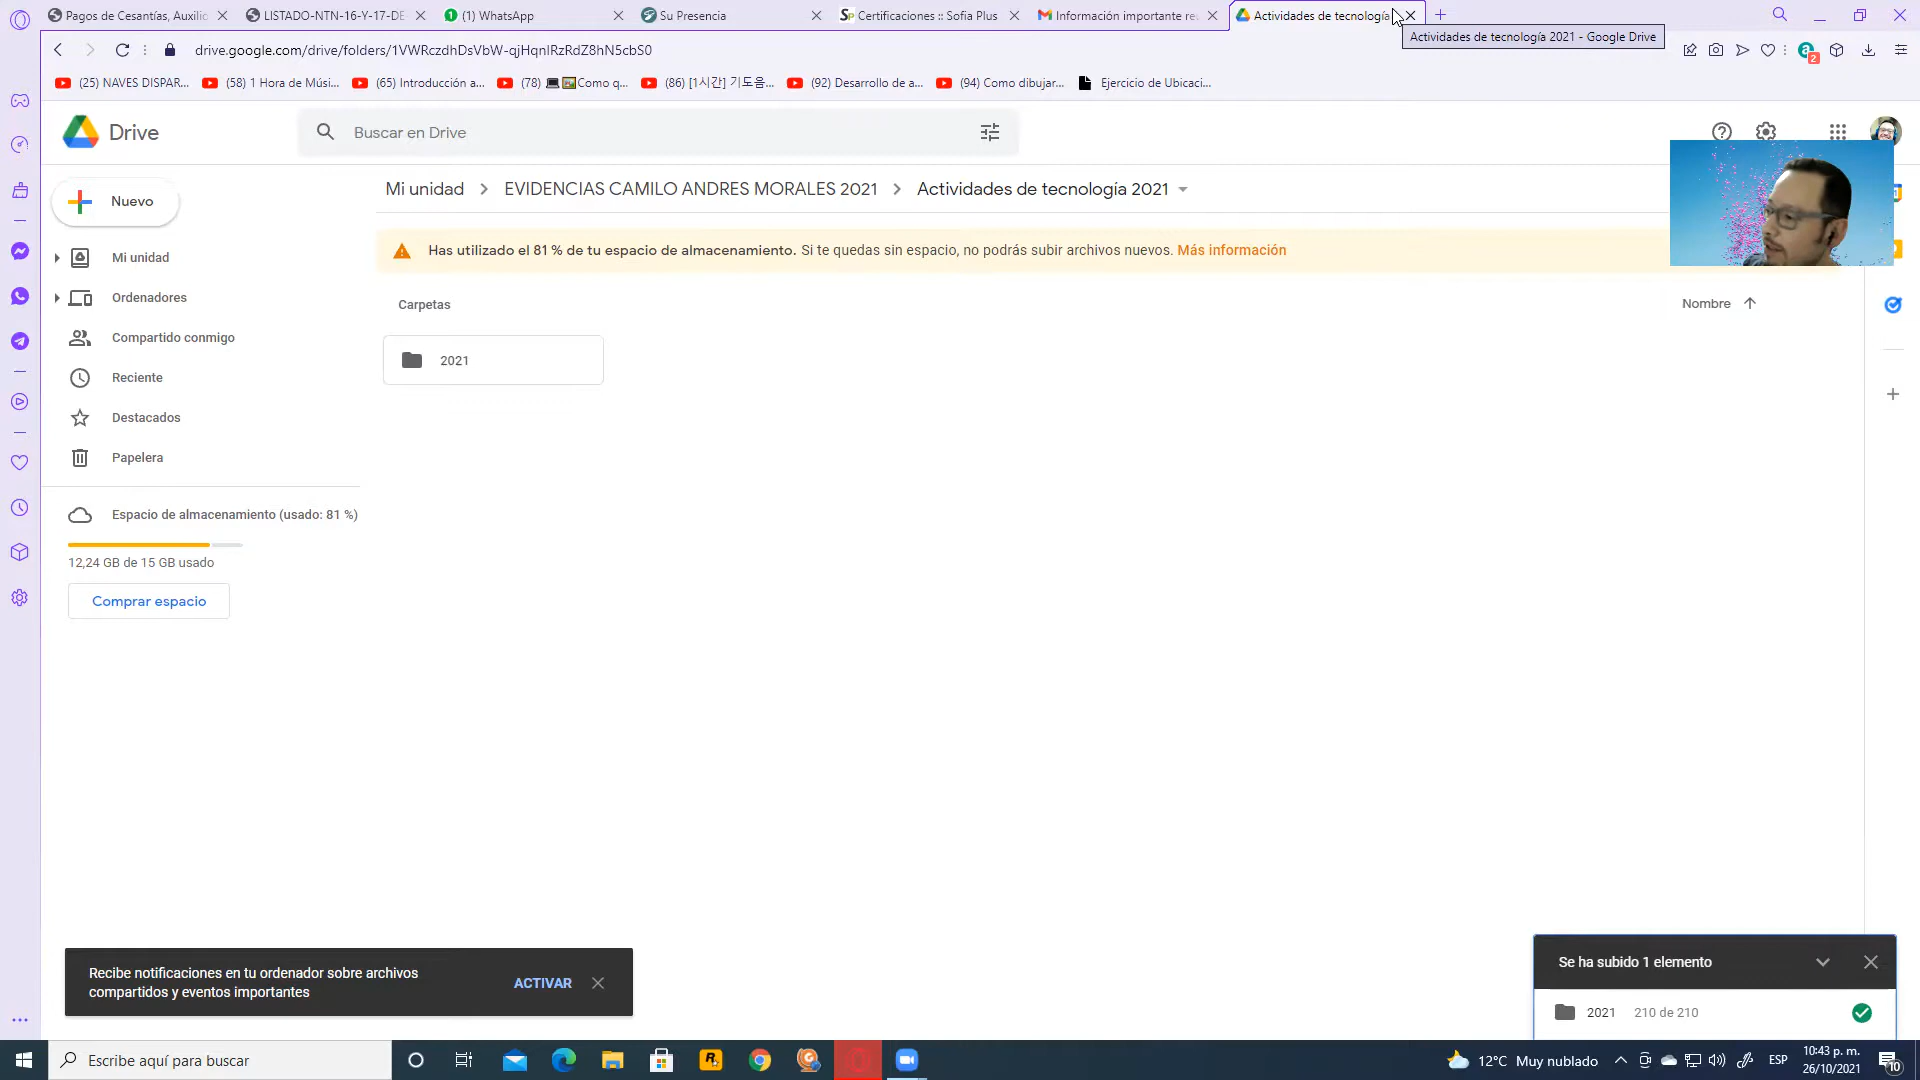 Pagos de Cesantías, Auxilio
LISTADO-NTN-16-Y-17-DE
(1) WhatsApp
Su Presencia
Certificaciones :: Sofia Plus
Información importante re
Actividades de tecnología
Actividades de tecnología 2021 - Google Drive
drive.google.com/drive/folders/1VWRczdhDsVbW-qjHqnlRzRdZ8hN5cbS0
2
(25) NAVES DISPAR...
(58) 1 Hora de Músi...
(65) Introducción a...
(78) 💻🖼Como q...
(86) [1시간] 기도음...
(92) Desarrollo de a...
(94) Como dibujar...
Ejercicio de Ubicaci...
Drive
Buscar en Drive
Nuevo
Mi unidad
EVIDENCIAS CAMILO ANDRES MORALES 2021
Actividades de tecnología 2021
Has utilizado el 81 % de tu espacio de almacenamiento. Si te quedas sin espacio, no podrás subir archivos nuevos. Más información
Mi unidad
Ordenadores
Compartido conmigo
Reciente
Destacados
Papelera
Espacio de almacenamiento (usado: 81 %)
12,24 GB de 15 GB usado
Comprar espacio
Carpetas
Nombre
2021
Recibe notificaciones en tu ordenador sobre archivos
compartidos y eventos importantes
ACTIVAR
Se ha subido 1 elemento
2021 210 de 210
Escribe aquí para buscar
12°C Muy nublado
ESP
10:43 p. m.
26/10/2021
10